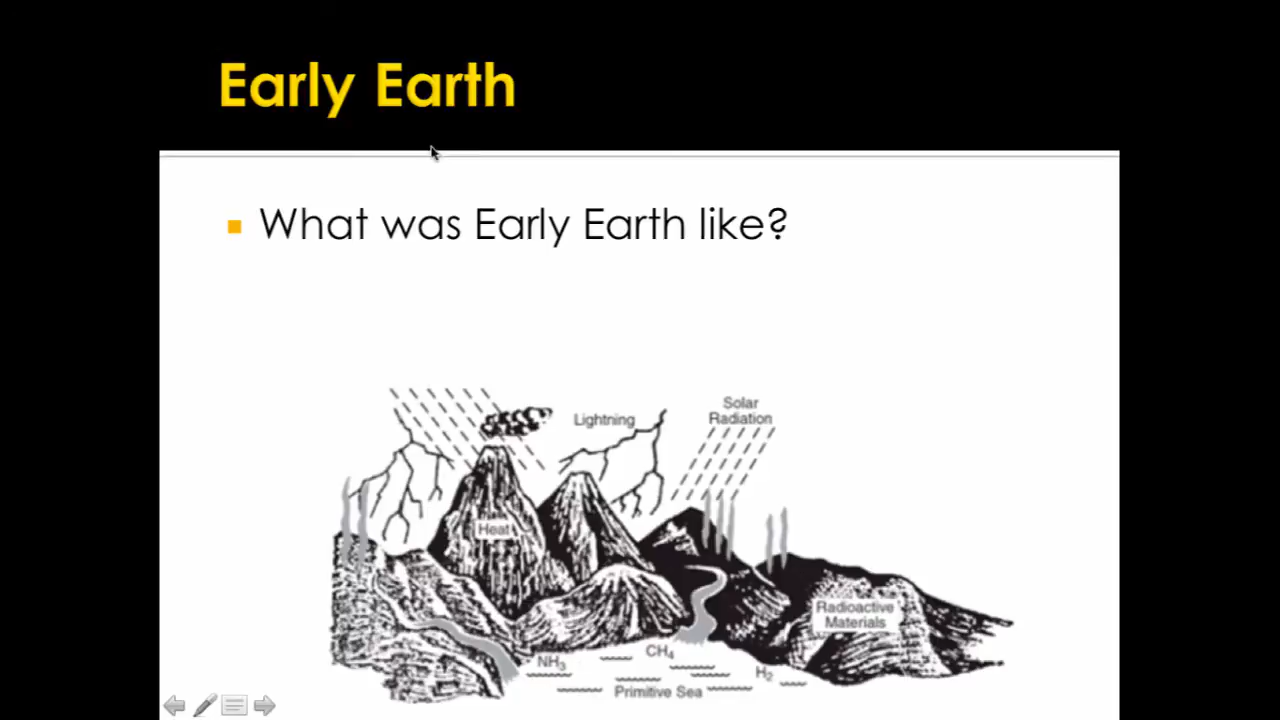 Early Earth
What was Early Earth like?
Lightning
Solar
Radiation
Heat
Radioactive
Materials
NH₃
CH₄
H₂
Primitive Sea